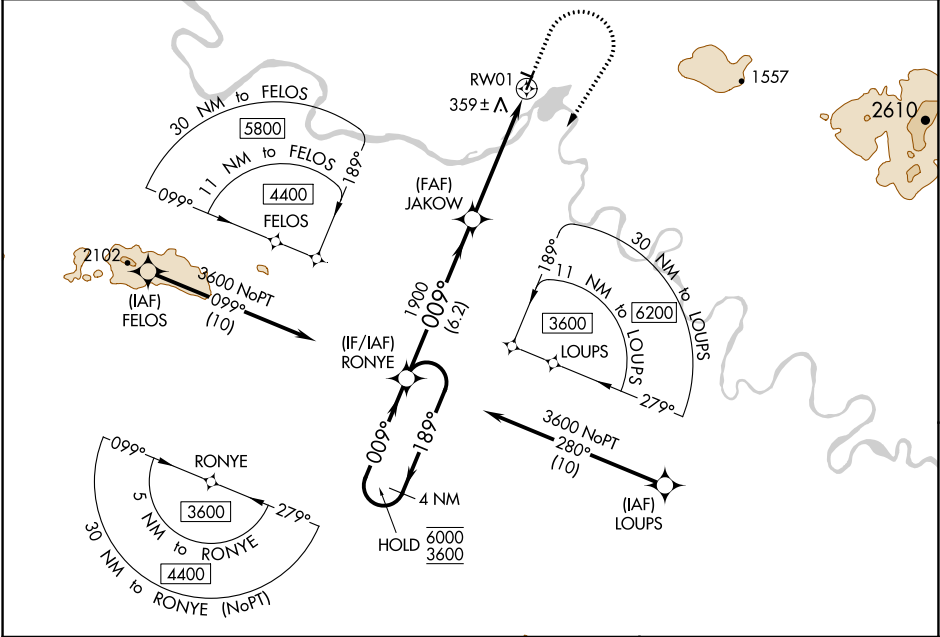 RW01
359 ±
1557
2610
30 NM to FELOS
5800
11 NM to FELOS
4400
099°
189°
FELOS
(FAF)
JAKOW
2102
3600 NoPT
099°
(10)
(IAF)
FELOS
1900
009°
(6.2)
(IF/IAF)
RONYE
189°
30 NM to LOUPS
11 NM to LOUPS
6200
3600
LOUPS
279°
009°
189°
4 NM
HOLD
6000
3600
3600 NoPT
280°
(10)
(IAF)
LOUPS
099°
RONYE
279°
3600
5 NM to RONYE
4400
30 NM to RONYE (NoPT)